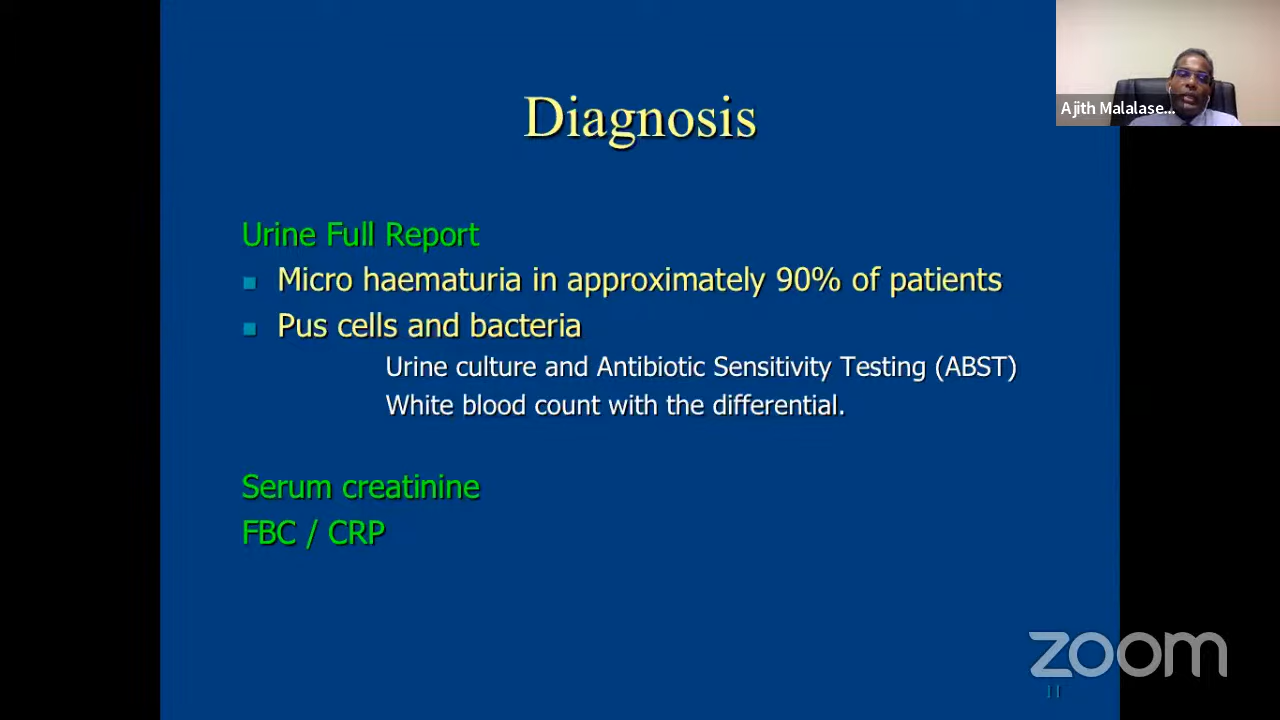 Diagnosis
Ajith Malalase...
Urine Full Report
Micro haematuria in approximately 90% of patients
Pus cells and bacteria
Urine culture and Antibiotic Sensitivity Testing (ABST)
White blood count with the differential.
Serum creatinine
FBC / CRP
zoom
11